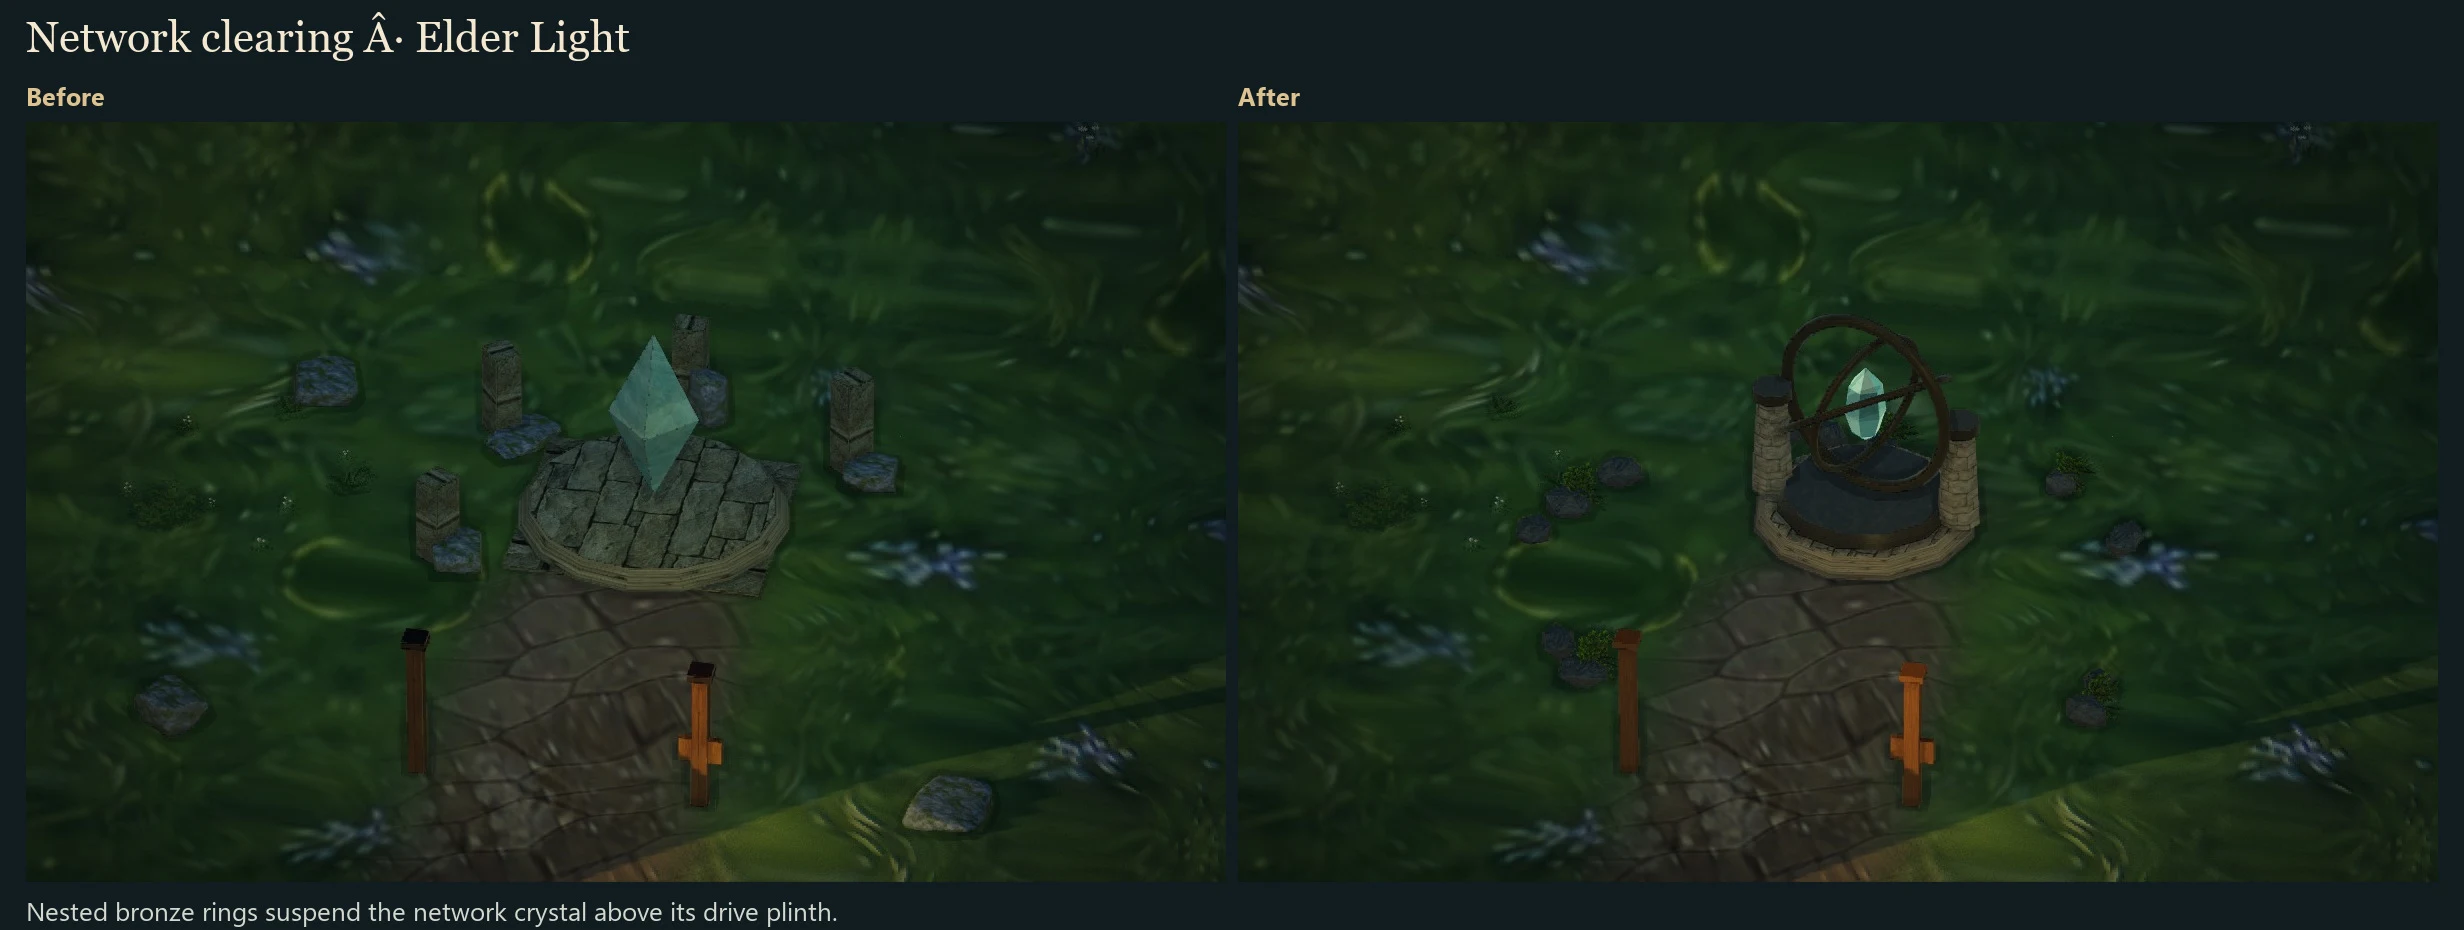 Network clearing Â· Elder Light
Before
After
Nested bronze rings suspend the network crystal above its drive plinth.